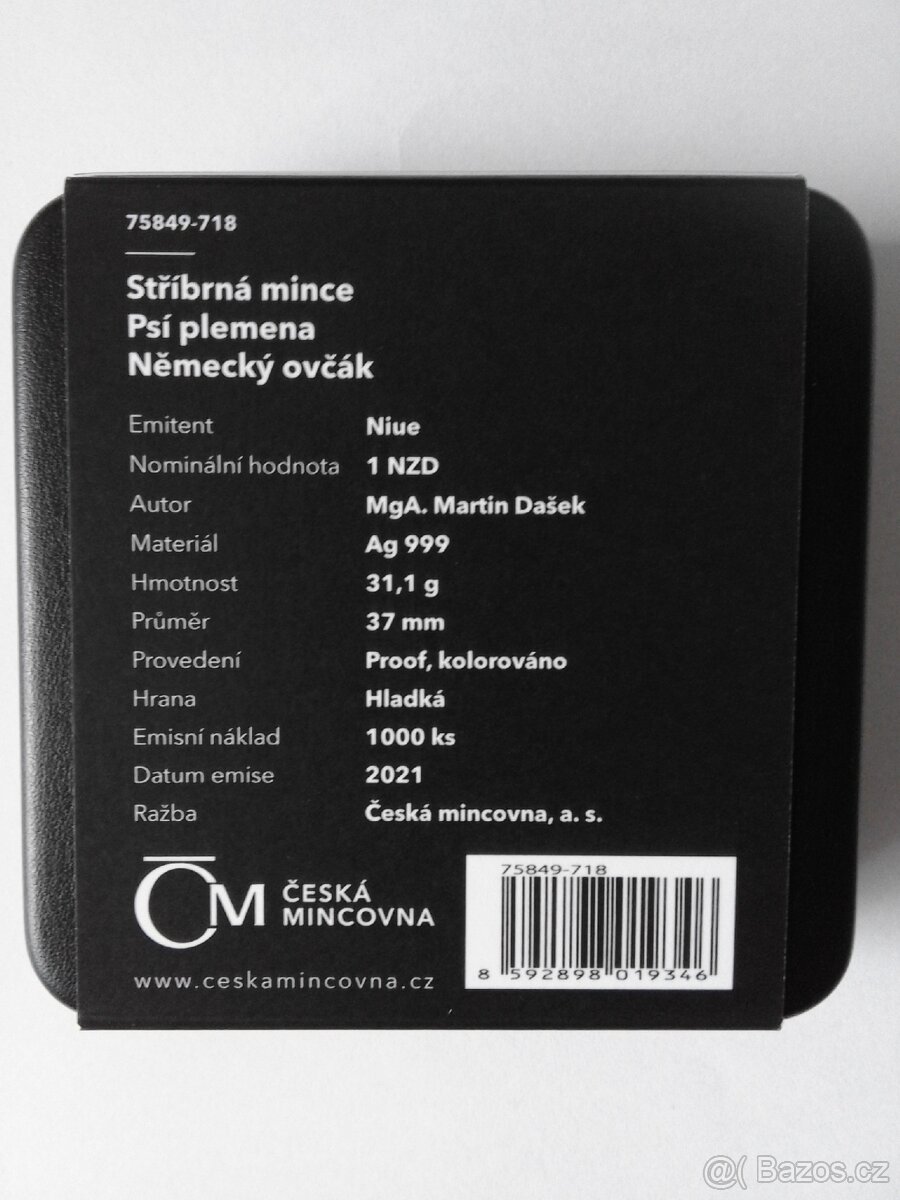 75849-718
Stříbrná mince
Psí plemena
Německý ovčák
Emitent Niue
Nominální hodnota 1 NZD
Autor MgA. Martin Dašek
Materiál Ag 999
Hmotnost 31,1 g
Průměr 37 mm
Provedení Proof, kolorováno
Hrana Hladká
Emisní náklad 1000 ks
Datum emise 2021
Ražba Česká mincovna, a. s.
ČM ČESKÁ
MINCOVNA
www.ceskamincovna.cz
75849-718
8 592898 019346
@( Bazos.cz